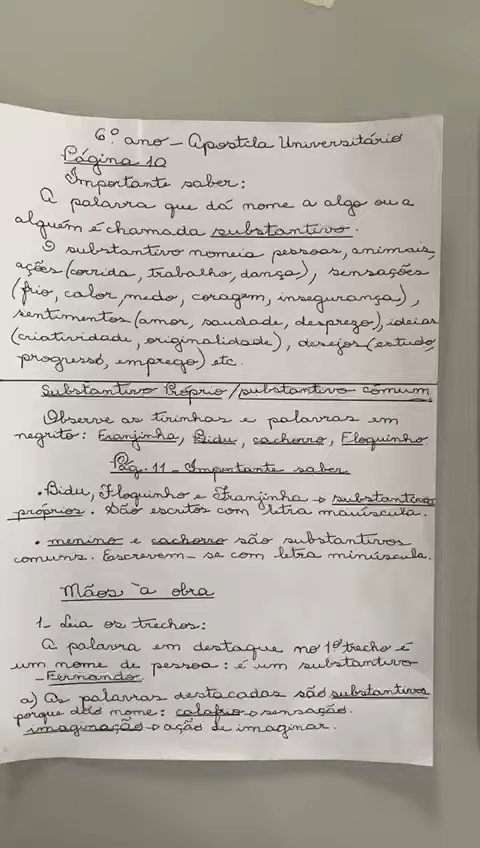 6º ano - Apostila Universitário
Página 10
Importante saber:
A palavra que dá nome a algo ou a
alguém é chamada substantivo.
O substantivo nomeia pessoas, animais,
ações (corrida, trabalho, dança), sensações
(frio, calor, medo, coragem, insegurança),
sentimentos (amor, saudade, desprezo), ideias
(criatividade, originalidade), desejos (estudo,
progresso, emprego) etc.
Substantivo Próprio/substantivo comum
Observe as tirinhas e palavras em
negrito: Franjinha, Bidu, cachorro, Floquinho
Pág. 11 - Importante saber
• Bidu, Floquinho e Franjinha → substantivos
próprios. São escritos com letra maiúscula.
• menino e cachorro são substantivos
comuns. Escrevem-se com letra minúscula.
Mãos à obra
1- Leia os trechos:
A palavra em destaque no 1º trecho é
um nome de pessoa: é um substantivo
- Fernando.
a) As palavras destacadas são substantivos
porque dão nome: calafrio → sensação.
imaginação → ação de imaginar.